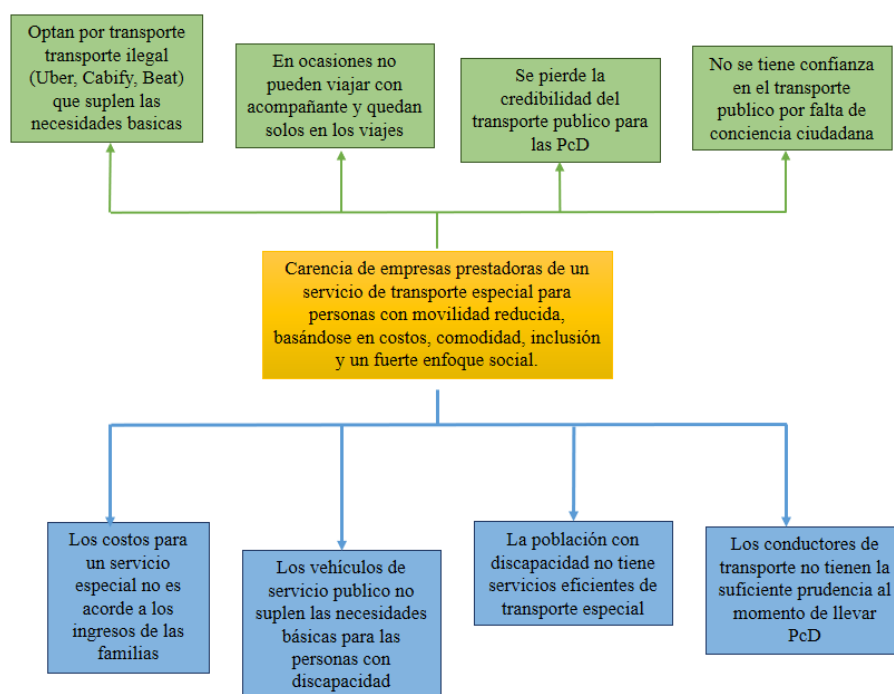 Optan por transporte
transporte ilegal
(Uber, Cabify, Beat)
que suplen las
necesidades basicas
En ocasiones no
pueden viajar con
acompañante y quedan
solos en los viajes
Se pierde la
credibilidad del
transporte publico para
las PcD
No se tiene confianza
en el transporte
publico por falta de
conciencia ciudadana
Carencia de empresas prestadoras de un
servicio de transporte especial para
personas con movilidad reducida,
basándose en costos, comodidad, inclusión
y un fuerte enfoque social.
Los costos para
un servicio
especial no es
acorde a los
ingresos de las
familias
Los vehículos de
servicio publico no
suplen las necesidades
básicas para las
personas con
discapacidad
La población con
discapacidad no tiene
servicios eficientes de
transporte especial
Los conductores de
transporte no tienen la
suficiente prudencia al
momento de llevar
PcD